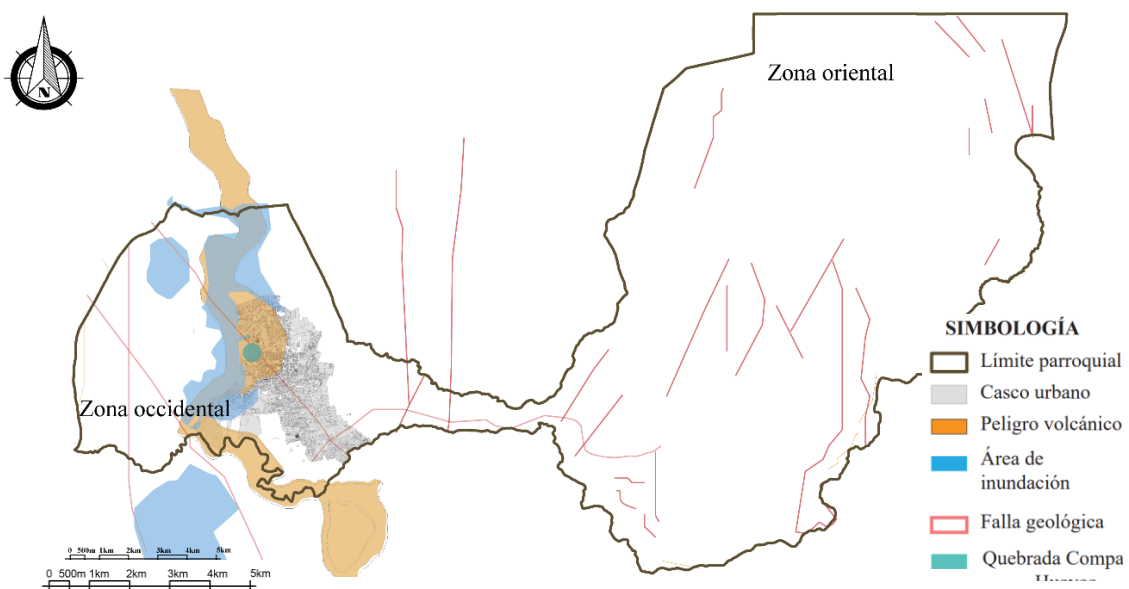 N
Zona oriental
Zona occidental
SIMBOLOGÍA
Límite parroquial
Casco urbano
Peligro volcánico
Área de
inundación
Falla geológica
Quebrada Compa
0 500m 1km 2km 3km 4km 5km
0 500m 1km 2km 3km 4km 5km